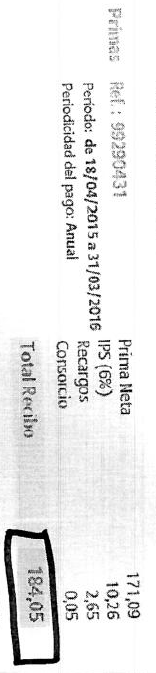 Primas Ref.: 99290431
Periodo: de 18/04/2015 a 31/03/2016
Periodicidad del pago: Anual
Prima Neta 171,09
IPS (6%) 10,26
Recargos 2,65
Consorcio 0,05
Total Recibo 184,05